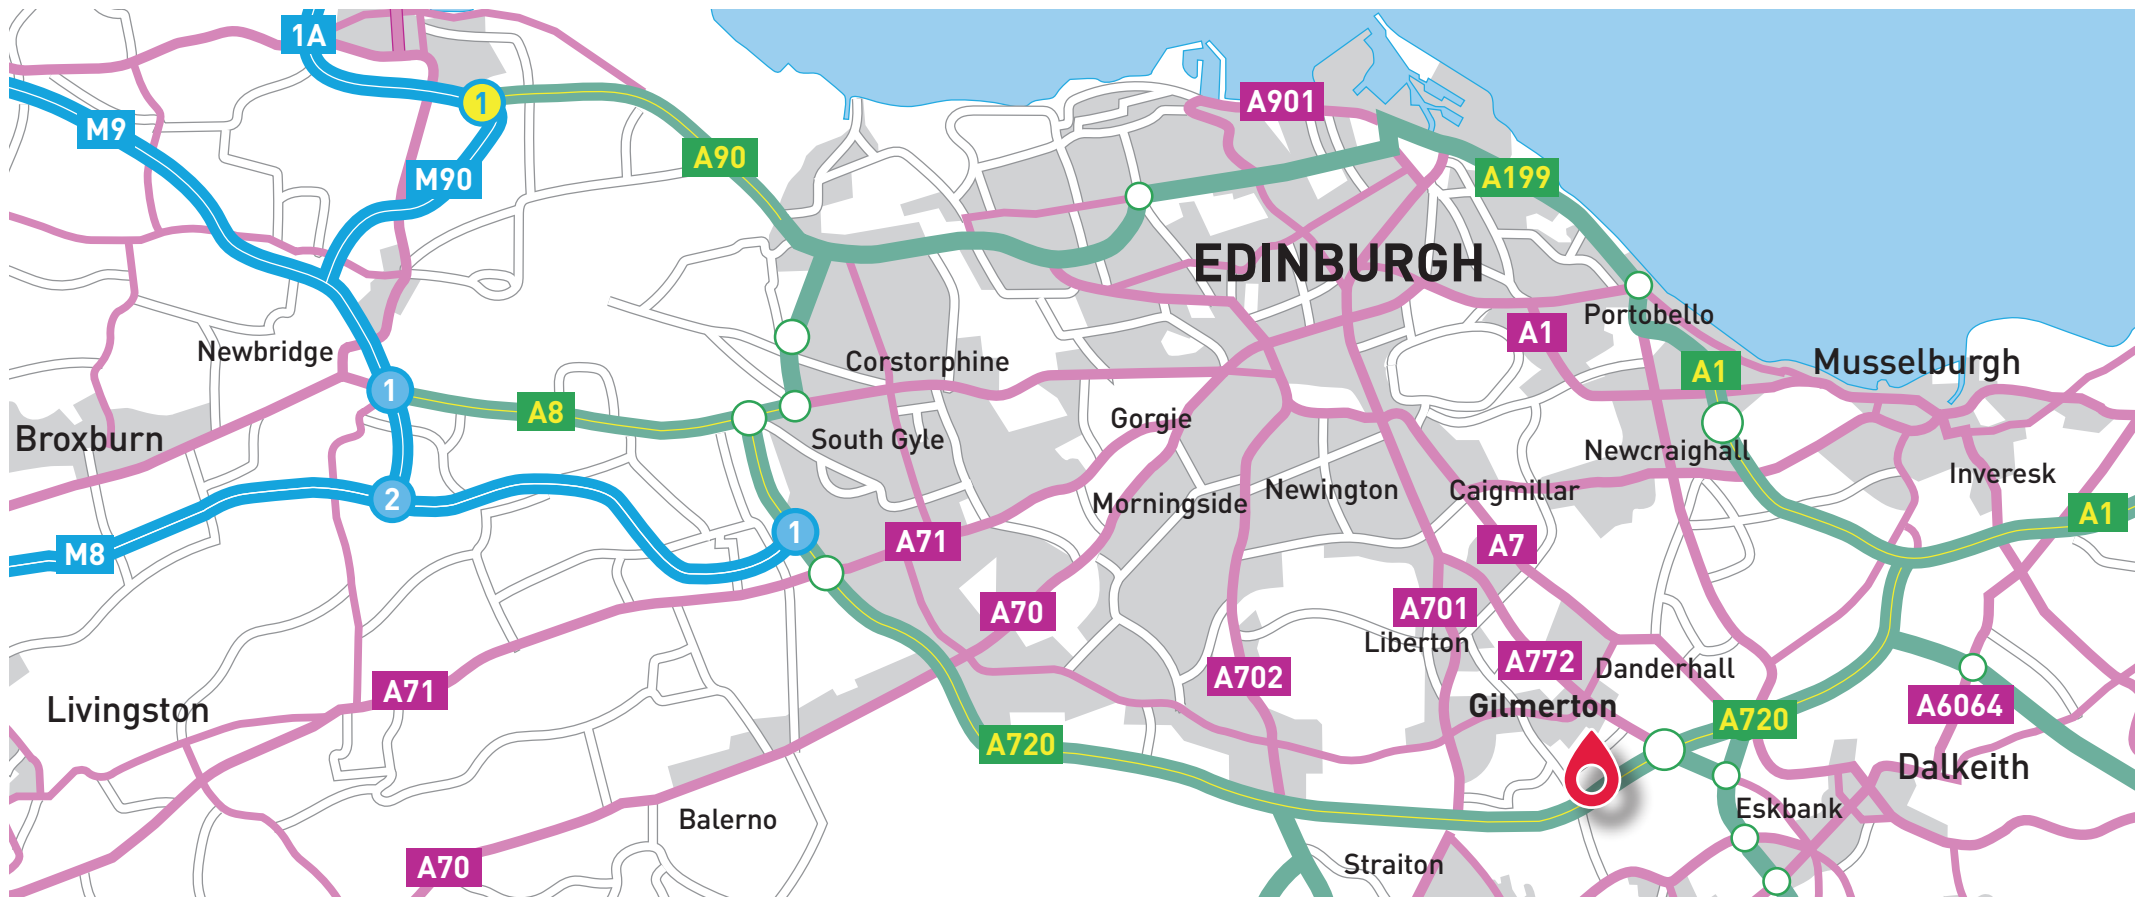 1A
1
M9
A90
M90
A901
A199
EDINBURGH
Portobello
A1
Newbridge
Corstorphine
Musselburgh
A1
1
A8
Gorgie
Broxburn
South Gyle
Newcraighall
Inveresk
2
Morningside
Newington
Caigmillar
A1
1
A71
A7
M8
A70
A701
Liberton
A772
Danderhall
A71
A702
Gilmerton
A6064
Livingston
A720
A720
Dalkeith
Balerno
Eskbank
A70
Straiton